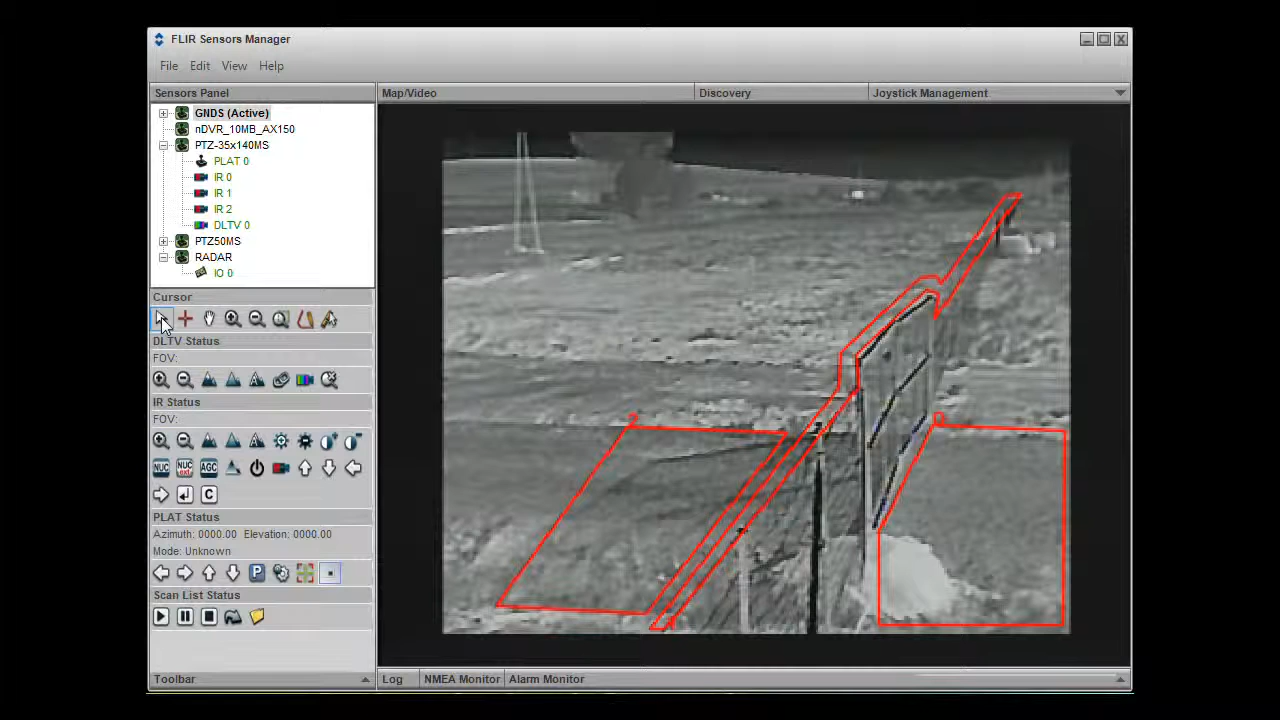 FLIR Sensors Manager
File Edit View Help
Sensors Panel
Map/Video
Discovery
Joystick Management
GNDS (Active)
nDVR_10MB_AX150
PTZ-35x140MS
PLAT 0
IR 0
IR 1
IR 2
DLTV 0
PTZ50MS
RADAR
IO 0
Cursor
DLTV Status
FOV:
IR Status
FOV:
NUC
NUC ext
AGC
C
PLAT Status
Azimuth: 0000.00 Elevation: 0000.00
Mode: Unknown
P
Scan List Status
Toolbar
Log
NMEA Monitor
Alarm Monitor
2
0